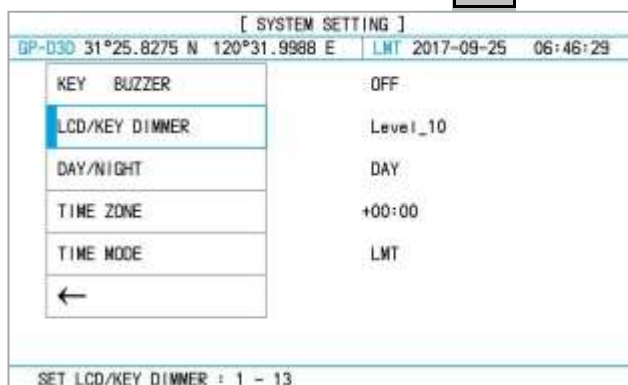 [ SYSTEM SETTING ]
GP-D3D 31°25.8275 N 120°31.9988 E LMT 2017-09-25 06:46:29
KEY BUZZER OFF
LCD/KEY DIMMER Level_10
DAY/NIGHT DAY
TIME ZONE +00:00
TIME MODE LMT
←
SET LCD/KEY DIMMER : 1 - 13